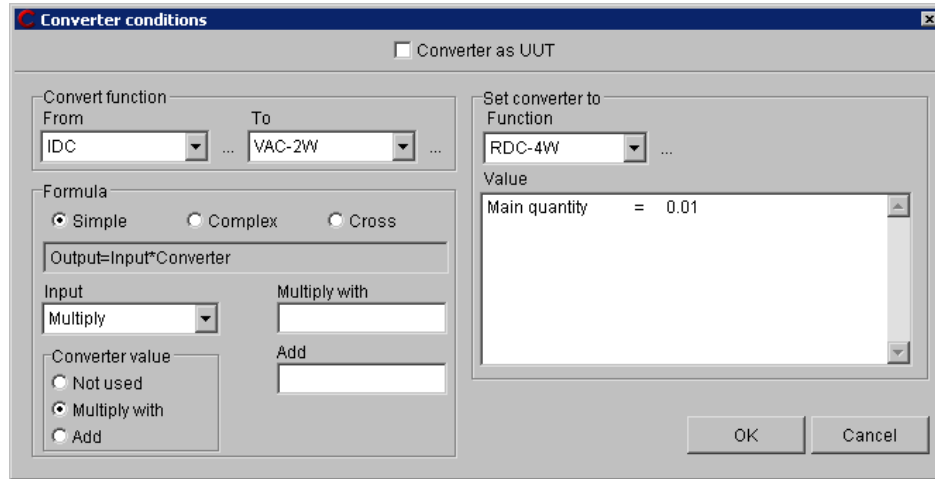 Converter conditions
Converter as UUT
Convert function
From To
IDC ... VAC-2W ...
Formula
Simple Complex Cross
Output=Input*Converter
Input Multiply with
Multiply
Converter value Add
Not used
Multiply with
Add
Set converter to
Function
RDC-4W ...
Value
Main quantity = 0.01
OK Cancel